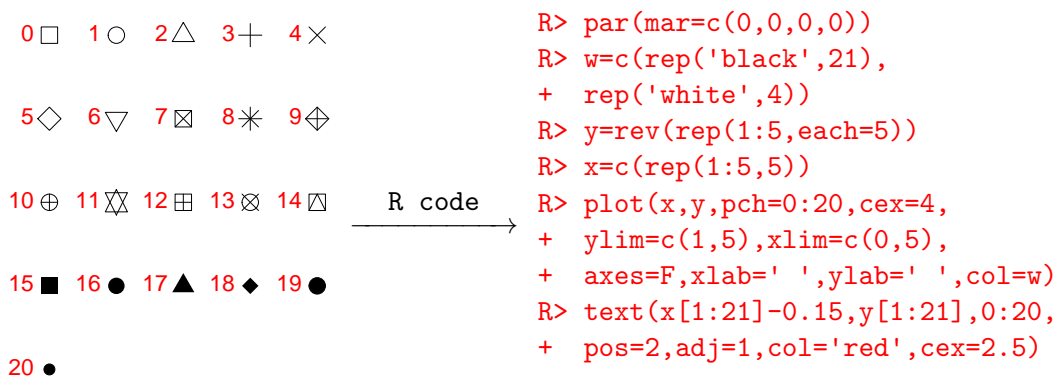 0 1 2 3 4
5 6 7 8 9
10 11 12 13 14
15 16 17 18 19
20
R code
R> par(mar=c(0,0,0,0))
R> w=c(rep('black',21),
+ rep('white',4))
R> y=rev(rep(1:5,each=5))
R> x=c(rep(1:5,5))
R> plot(x,y,pch=0:20,cex=4,
+ ylim=c(1,5),xlim=c(0,5),
+ axes=F,xlab=' ',ylab=' ',col=w)
R> text(x[1:21]-0.15,y[1:21],0:20,
+ pos=2,adj=1,col='red',cex=2.5)